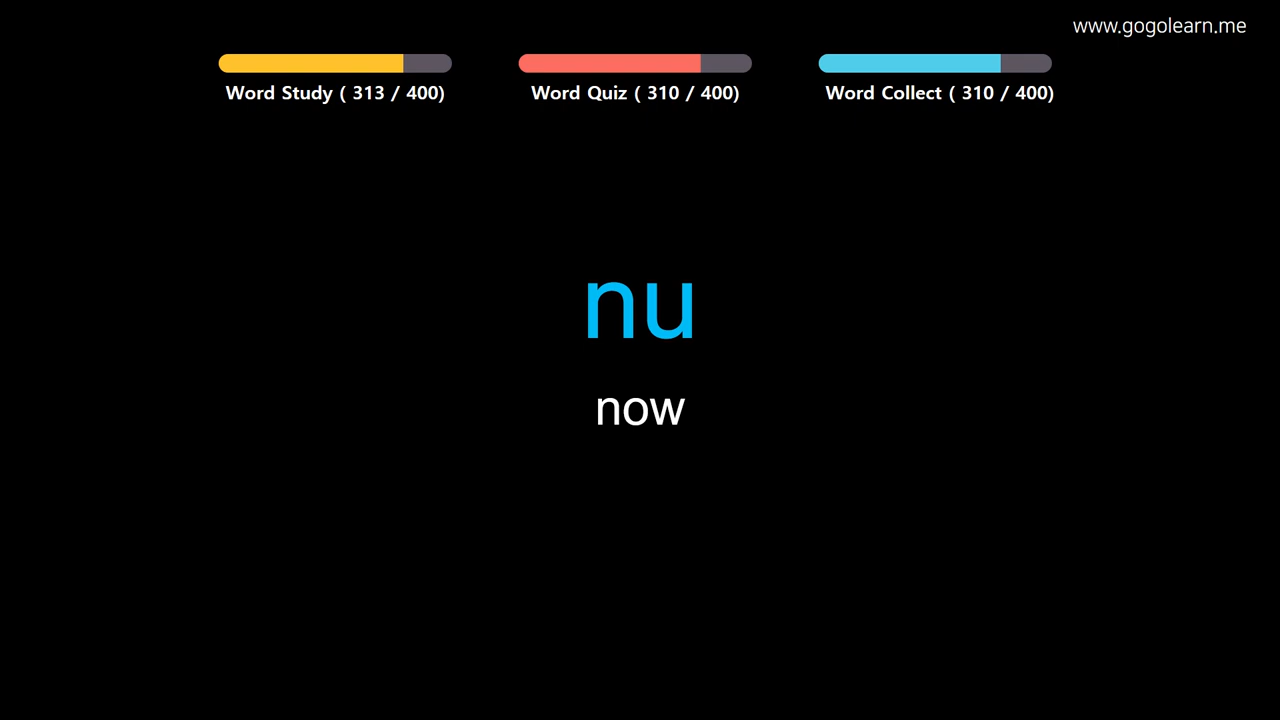 www.gogolearn.me
Word Study ( 313 / 400)
Word Quiz ( 310 / 400)
Word Collect ( 310 / 400)
nu
now